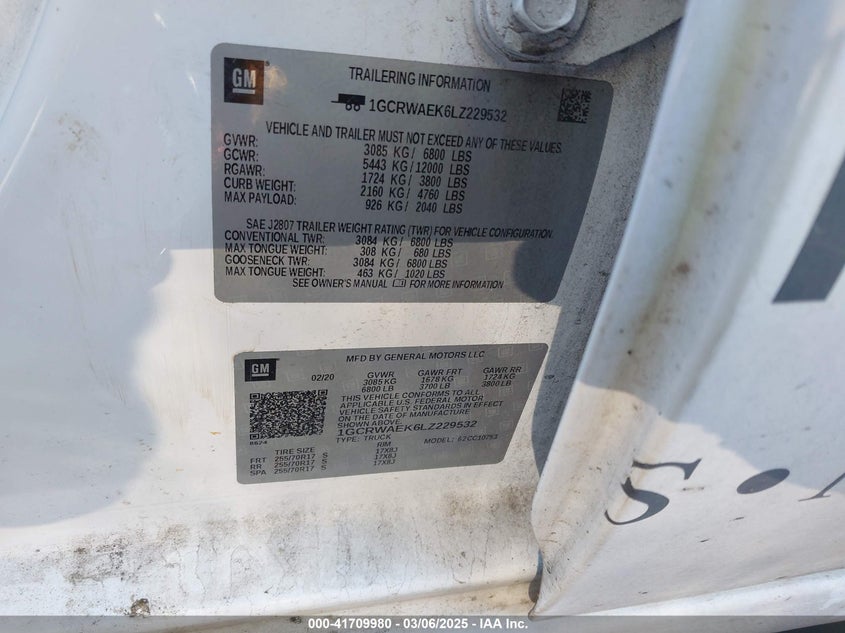 GM
TRAILERING INFORMATION
1GCRWAEK6LZ229532
VEHICLE AND TRAILER MUST NOT EXCEED ANY OF THESE VALUES
GVWR: 3085 KG/ 6800 LBS
GCWR: 5443 KG/12000 LBS
RGAWR: 1724 KG/ 3800 LBS
CURB WEIGHT: 2160 KG/ 4760 LBS
MAX PAYLOAD: 926 KG/ 2040 LBS
SAE J2807 TRAILER WEIGHT RATING (TWR) FOR VEHICLE CONFIGURATION.
CONVENTIONAL TWR: 3084 KG/ 6800 LBS
MAX TONGUE WEIGHT: 308 KG/ 680 LBS
GOOSENECK TWR: 3084 KG/ 6800 LBS
MAX TONGUE WEIGHT: 463 KG/ 1020 LBS
SEE OWNER'S MANUAL FOR MORE INFORMATION
GM
MFD BY GENERAL MOTORS LLC
02/20 GVWR GAWR FRT GAWR RR
3085 KG 1678 KG 1724 KG
6800 LB 3700 LB 3800 LB
THIS VEHICLE CONFORMS TO ALL
APPLICABLE U.S. FEDERAL MOTOR
VEHICLE SAFETY STANDARDS IN EFFECT
ON THE DATE OF MANUFACTURE
SHOWN ABOVE.
1GCRWAEK6LZ229532
TYPE: TRUCK MODEL: 62CC10753
8624
TIRE SIZE RIM
FRT 255/70R17 S 17X8J
RR 255/70R17 S 17X8J
SPA 255/70R17 S 17X8J
S
000-41709980 - 03/06/2025 - IAA Inc.